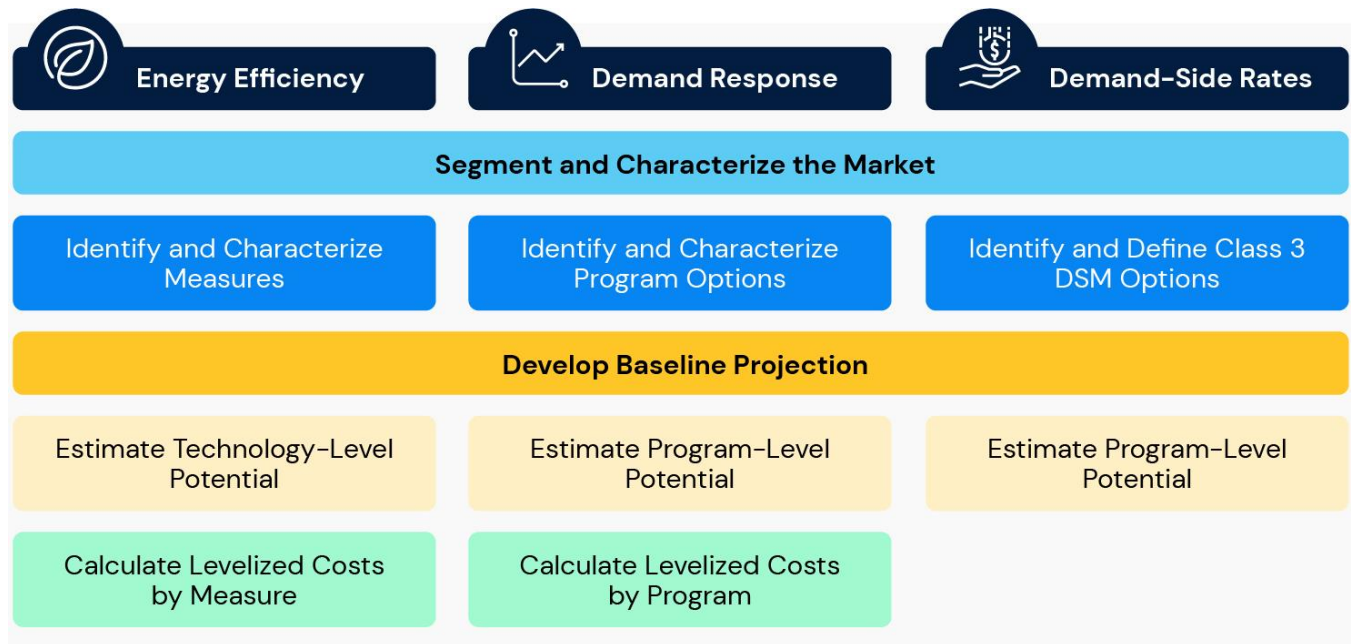 Energy Efficiency
Demand Response
Demand-Side Rates
Segment and Characterize the Market
Identify and Characterize
Measures
Identify and Characterize
Program Options
Identify and Define Class 3
DSM Options
Develop Baseline Projection
Estimate Technology-Level
Potential
Estimate Program-Level
Potential
Estimate Program-Level
Potential
Calculate Levelized Costs
by Measure
Calculate Levelized Costs
by Program